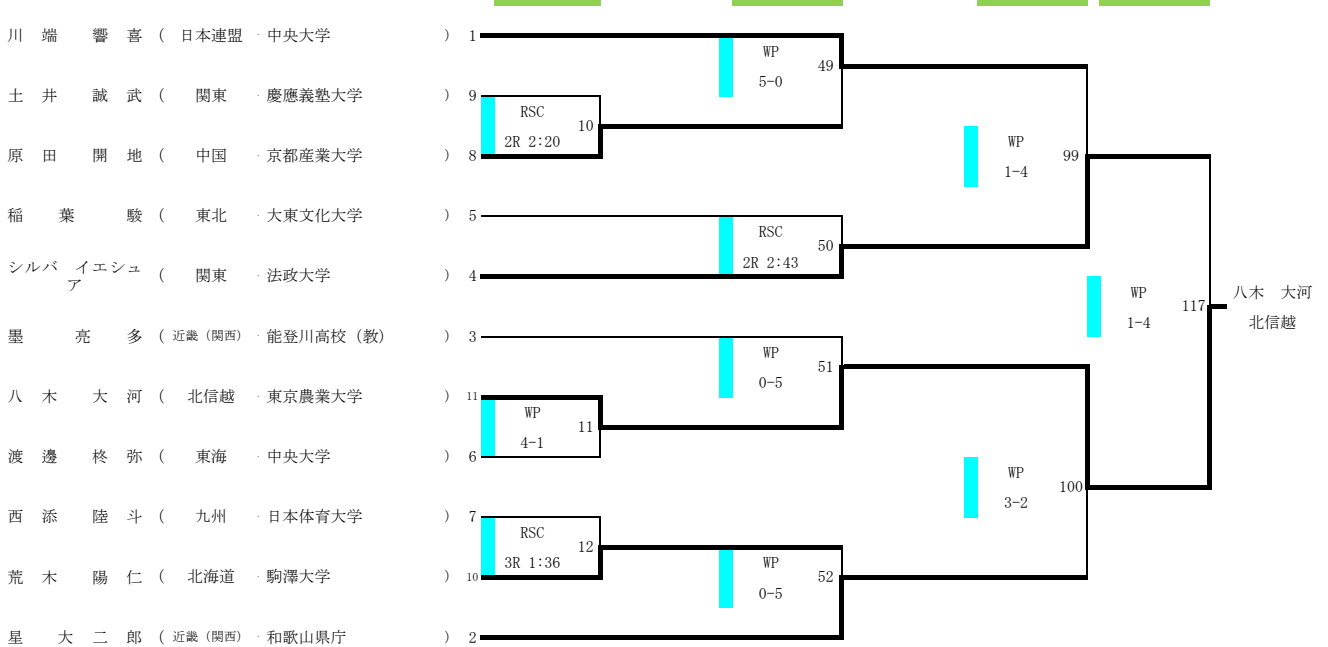 川端 響喜 ( 日本連盟 · 中央大学 ) 1
WP
49
5-0
土井 誠武 ( 関東 · 慶應義塾大学 ) 9
RSC
10
2R 2:20
WP
99
1-4
原田 開地 ( 中国 · 京都産業大学 ) 8
稲葉 駿 ( 東北 · 大東文化大学 ) 5
RSC
50
2R 2:43
シルバ イエシュ
ア
( 関東 · 法政大学 ) 4
WP
117
1-4
八木 大河
北信越
墨 亮多 ( 近畿(関西) · 能登川高校(教) ) 3
WP
51
0-5
八木 大河 ( 北信越 · 東京農業大学 ) 11
WP
11
4-1
渡邊 柊弥 ( 東海 · 中央大学 ) 6
WP
100
3-2
西添 陸斗 ( 九州 · 日本体育大学 ) 7
RSC
12
3R 1:36
荒木 陽仁 ( 北海道 · 駒澤大学 ) 10
WP
52
0-5
星 大二郎 ( 近畿(関西) · 和歌山県庁 ) 2